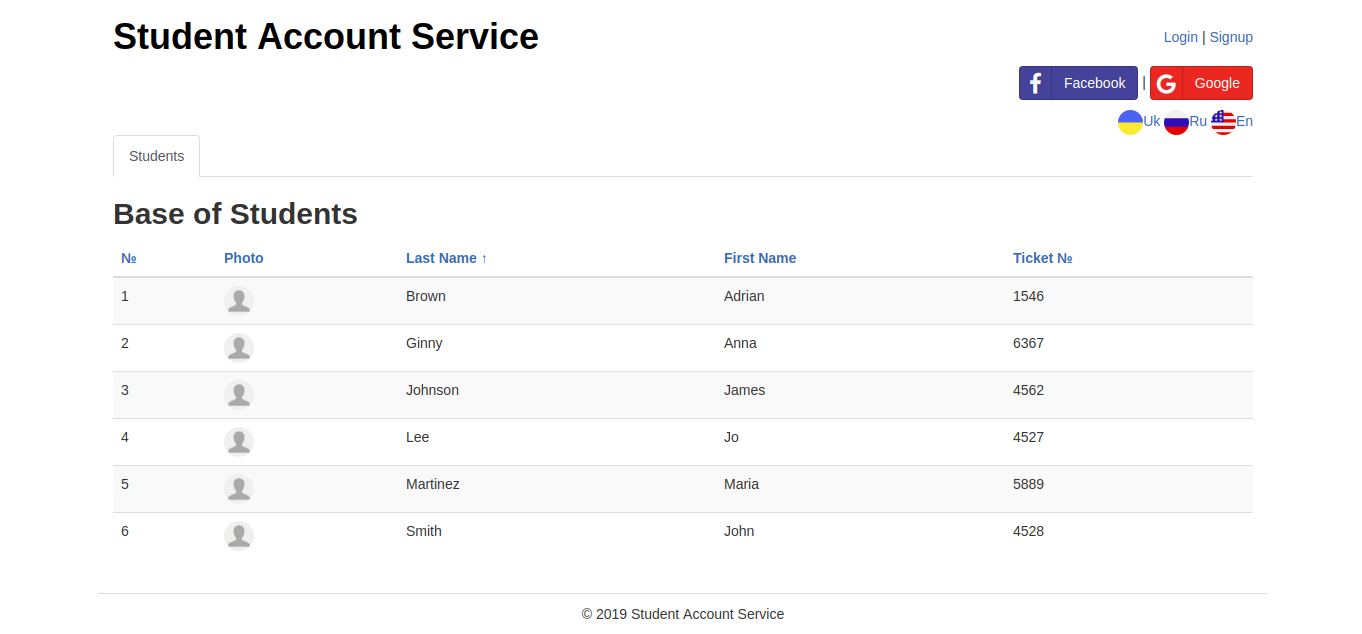 Student Account Service
Login | Signup
Facebook | Google
Uk Ru En
Students
Base of Students
№ Photo Last Name ↑ First Name Ticket №
1 Brown Adrian 1546
2 Ginny Anna 6367
3 Johnson James 4562
4 Lee Jo 4527
5 Martinez Maria 5889
6 Smith John 4528
© 2019 Student Account Service